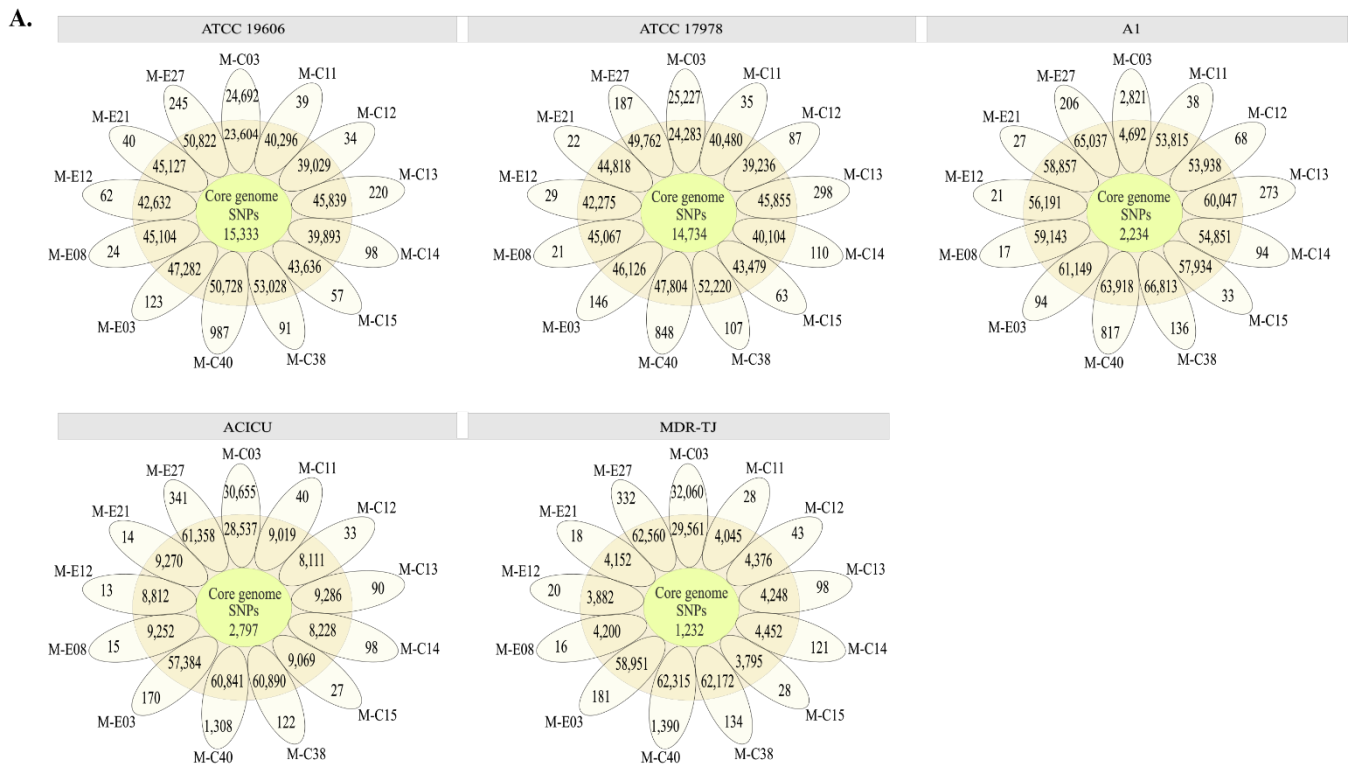 A.
ATCC 19606
M-C03
M-C11
M-C12
M-C13
M-C14
M-C15
M-C38
M-C40
M-E03
M-E08
M-E12
M-E21
M-E27
24,692
39
34
220
98
57
91
987
123
24
62
40
245
23,604
40,296
39,029
45,839
39,893
43,636
53,028
50,728
47,282
45,104
42,632
45,127
50,822
Core genome
SNPs
15,333
ATCC 17978
M-C03
M-C11
M-C12
M-C13
M-C14
M-C15
M-C38
M-C40
M-E03
M-E08
M-E12
M-E21
M-E27
25,227
35
87
298
110
63
107
848
146
21
29
22
187
24,283
40,480
39,236
45,855
40,104
43,479
52,220
47,804
46,126
45,067
42,275
44,818
49,762
Core genome
SNPs
14,734
A1
M-C03
M-C11
M-C12
M-C13
M-C14
M-C15
M-C38
M-C40
M-E03
M-E08
M-E12
M-E21
M-E27
2,821
38
68
273
94
33
136
817
94
17
21
27
206
4,692
53,815
53,938
60,047
54,851
57,934
66,813
63,918
61,149
59,143
56,191
58,857
65,037
Core genome
SNPs
2,234
ACICU
M-C03
M-C11
M-C12
M-C13
M-C14
M-C15
M-C38
M-C40
M-E03
M-E08
M-E12
M-E21
M-E27
30,655
40
33
90
98
27
122
1,308
170
15
13
14
341
28,537
9,019
8,111
9,286
8,228
9,069
60,890
60,841
57,384
9,252
8,812
9,270
61,358
Core genome
SNPs
2,797
MDR-TJ
M-C03
M-C11
M-C12
M-C13
M-C14
M-C15
M-C38
M-C40
M-E03
M-E08
M-E12
M-E21
M-E27
32,060
28
43
98
121
28
134
1,390
181
16
20
18
332
29,561
4,045
4,376
4,248
4,452
3,795
62,172
62,315
58,951
4,200
3,882
4,152
62,560
Core genome
SNPs
1,232